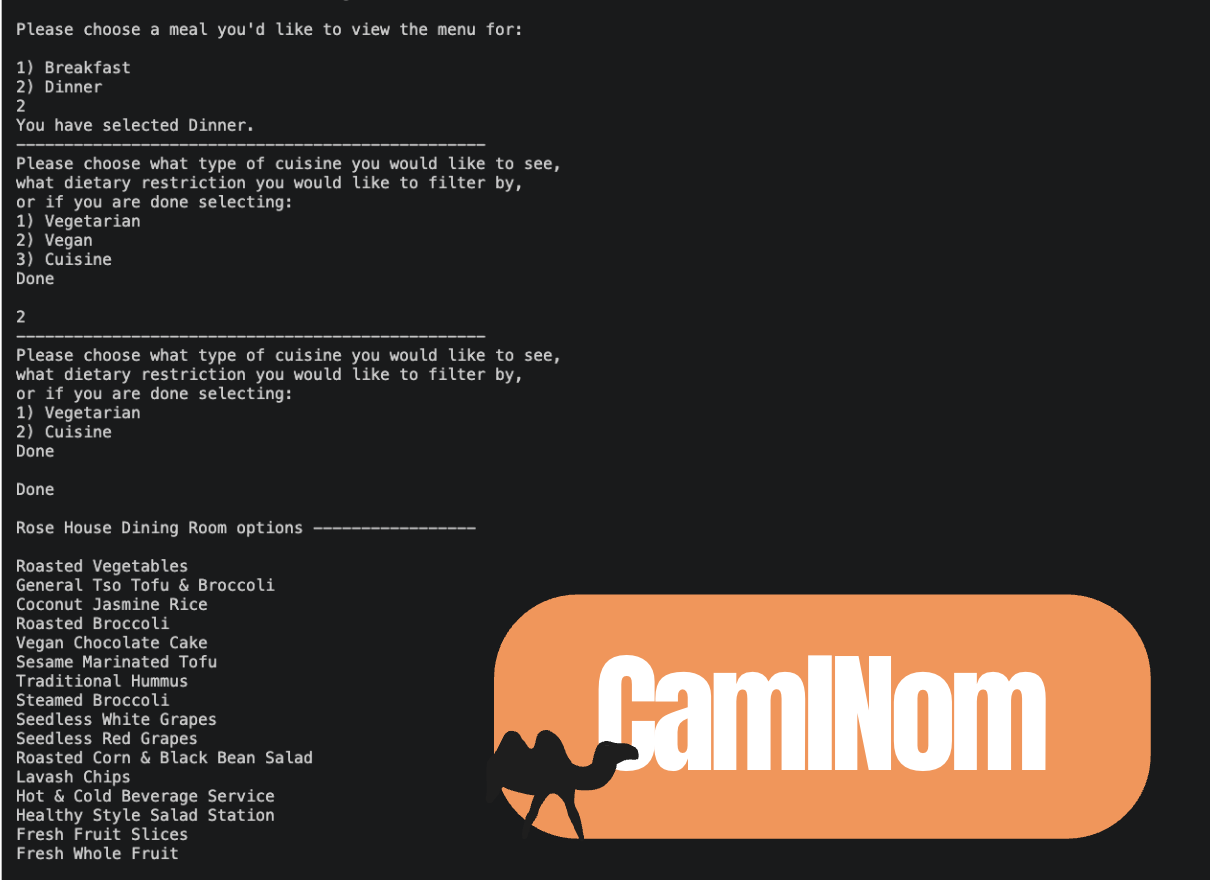 Please choose a meal you'd like to view the menu for:
1) Breakfast
2) Dinner
2
You have selected Dinner.
-------------------------------------------------
Please choose what type of cuisine you would like to see,
what dietary restriction you would like to filter by,
or if you are done selecting:
1) Vegetarian
2) Vegan
3) Cuisine
Done
2
-------------------------------------------------
Please choose what type of cuisine you would like to see,
what dietary restriction you would like to filter by,
or if you are done selecting:
1) Vegetarian
2) Cuisine
Done
Done
Rose House Dining Room options -----------------
Roasted Vegetables
General Tso Tofu & Broccoli
Coconut Jasmine Rice
Roasted Broccoli
Vegan Chocolate Cake
Sesame Marinated Tofu
Traditional Hummus
Steamed Broccoli
Seedless White Grapes
Seedless Red Grapes
Roasted Corn & Black Bean Salad
Lavash Chips
Hot & Cold Beverage Service
Healthy Style Salad Station
Fresh Fruit Slices
Fresh Whole Fruit
CamlNom